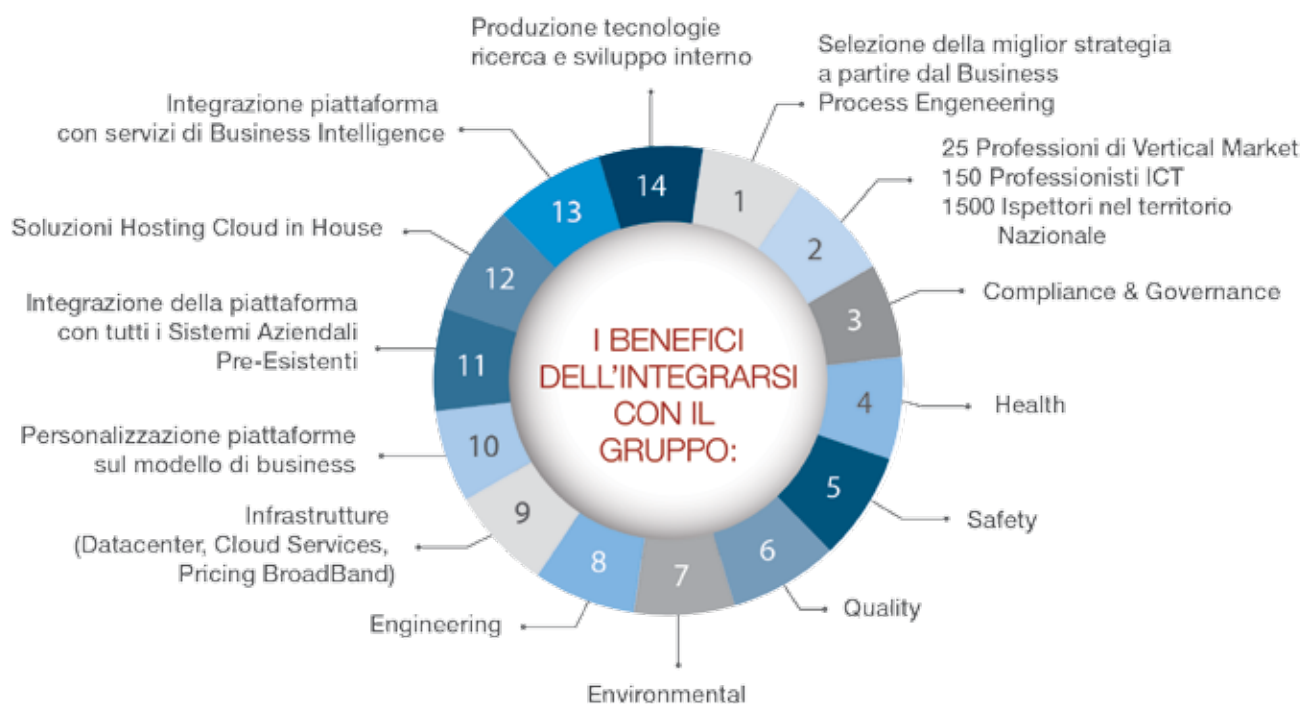 I BENEFICI
DELL'INTEGRARSI
CON IL
GRUPPO:
1
Selezione della miglior strategia
a partire dal Business
Process Engeneering
2
25 Professioni di Vertical Market
150 Professionisti ICT
1500 Ispettori nel territorio
Nazionale
3
Compliance & Governance
4
Health
5
Safety
6
Quality
7
Environmental
8
Engineering
9
Infrastrutture
(Datacenter, Cloud Services,
Pricing BroadBand)
10
Personalizzazione piattaforme
sul modello di business
11
Integrazione della piattaforma
con tutti i Sistemi Aziendali
Pre-Esistenti
12
Soluzioni Hosting Cloud in House
13
Integrazione piattaforma
con servizi di Business Intelligence
14
Produzione tecnologie
ricerca e sviluppo interno